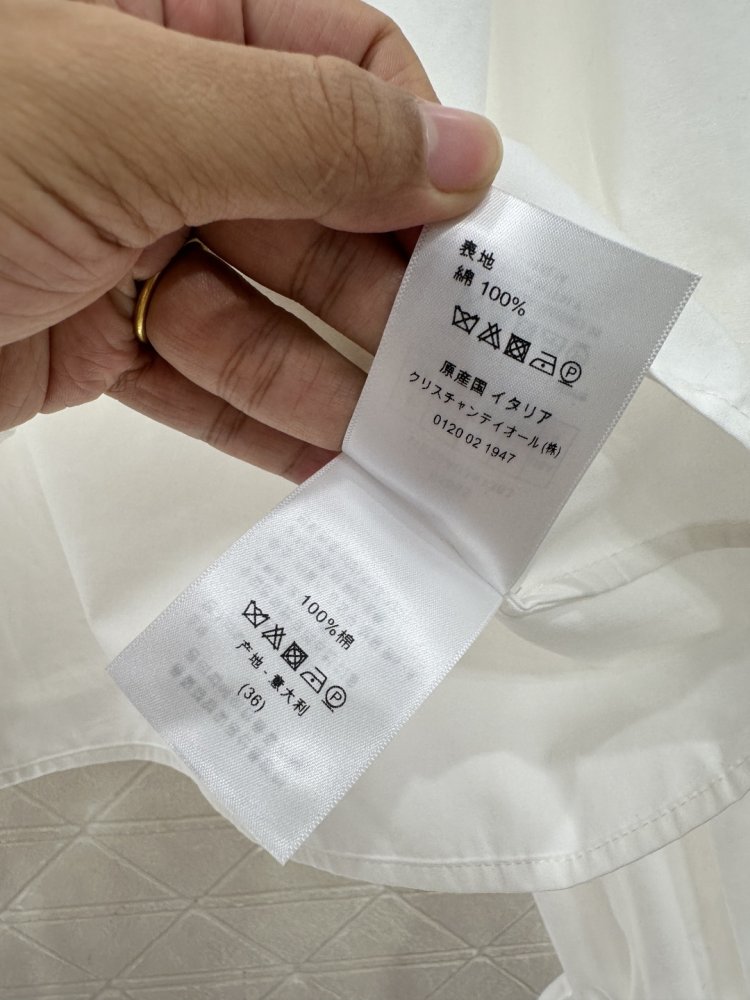 表地
綿 100%
P
原産国 イタリア
クリスチャンディオール(株)
0120 02 1947
100%棉
P
产地 - 意大利
(36)